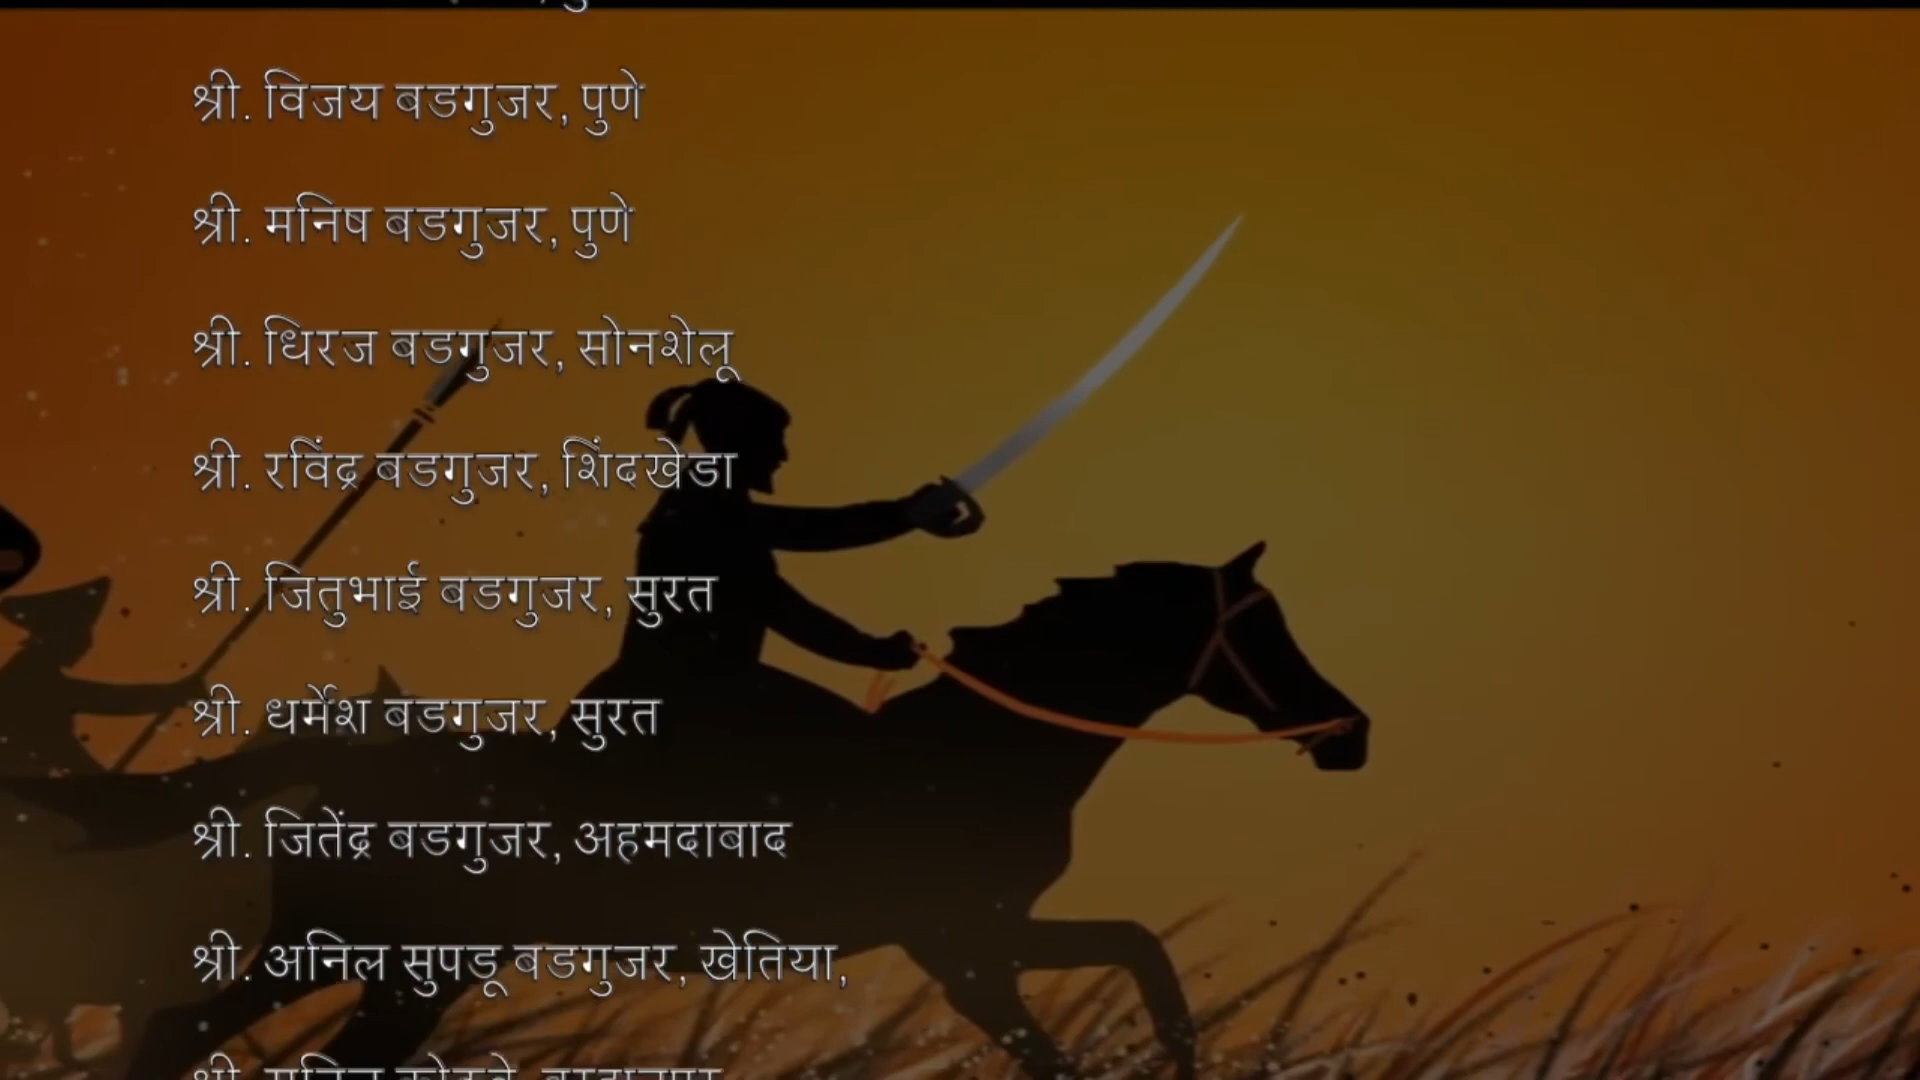 श्री. विजय बडगुजर, पुणे
श्री. मनिष बडगुजर, पुणे
श्री. धिरज बडगुजर, सोनशेलू
श्री. रविंद्र बडगुजर, शिंदखेडा
श्री. जितुभाई बडगुजर, सुरत
श्री. धर्मेश बडगुजर, सुरत
श्री. जितेंद्र बडगुजर, अहमदाबाद
श्री. अनिल सुपडू बडगुजर, खेतिया,
श्री.